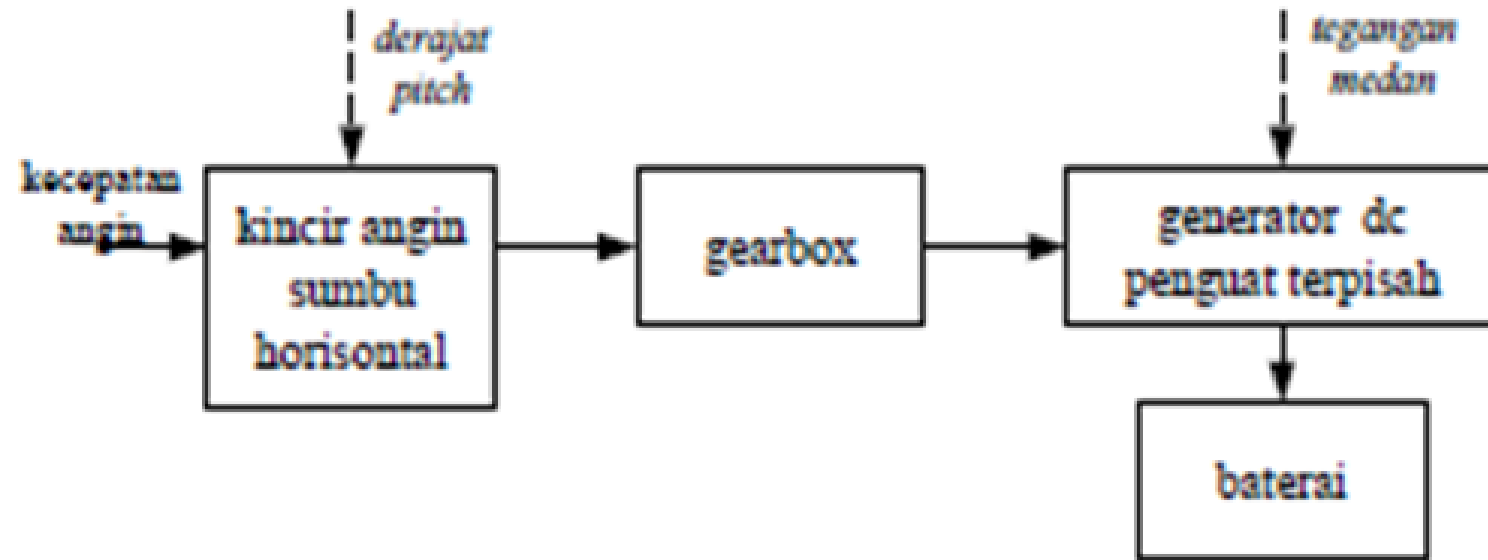 derajat
pitch
tegangan
medan
kecepatan
angin
kincir angin
sumbu
horisontal
gearbox
generator dc
penguat terpisah
baterai